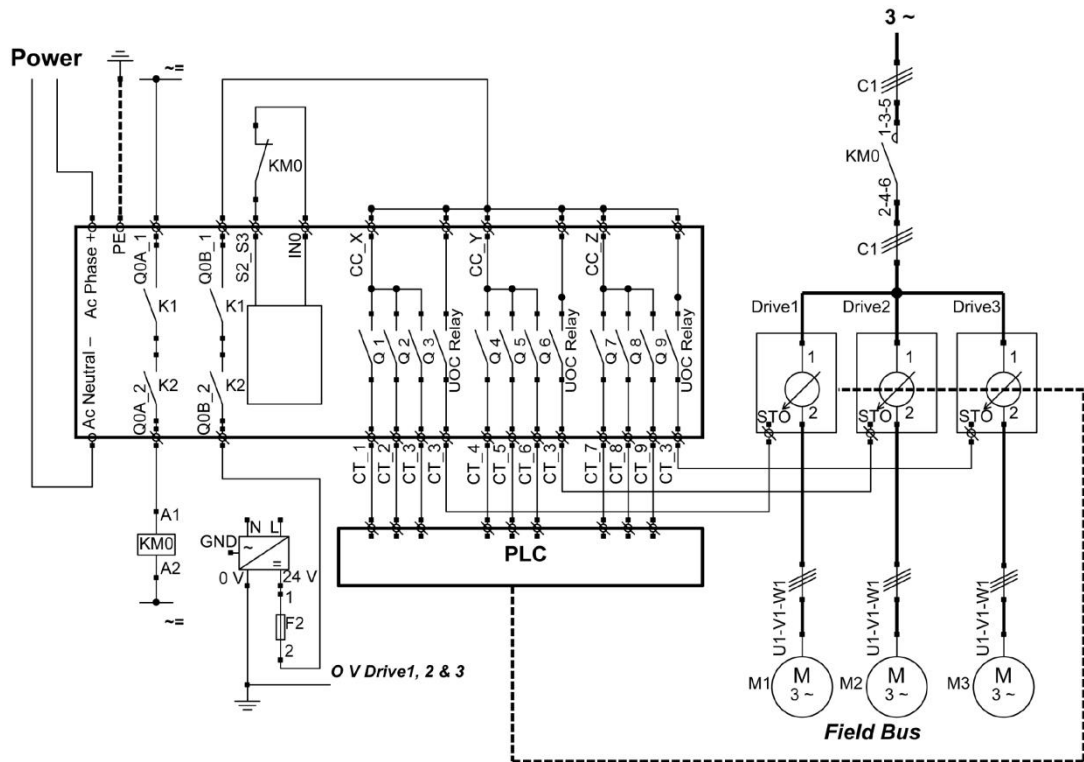 3 ~
Power
~=
C1
1-3-5
KM0
KM0
2-4-6
C1
Ac Phase +
PE
Q0A_1
Q0B_1
S2_S3
IN0
CC_X
CC_Y
CC_Z
K1
K1
Q 1
Q 2
Q 3
UOC Relay
Q 4
Q 5
Q 6
UOC Relay
Q 7
Q 8
Q 9
UOC Relay
Ac Neutral –
Q0A_2
K2
Q0B_2
K2
Drive1
Drive2
Drive3
1
1
1
2
2
2
STO
STO
STO
CT_1
CT_2
CT_3
CT_3
CT_4
CT_5
CT_6
CT_3
CT_7
CT_8
CT_9
CT_3
A1
KM0
A2
~=
N L
GND
~
=
0 V
24 V
1
F2
2
PLC
O V Drive1, 2 & 3
U1-V1-W1
U1-V1-W1
U1-V1-W1
M1
M
3 ~
M2
M
3 ~
M3
M
3 ~
Field Bus